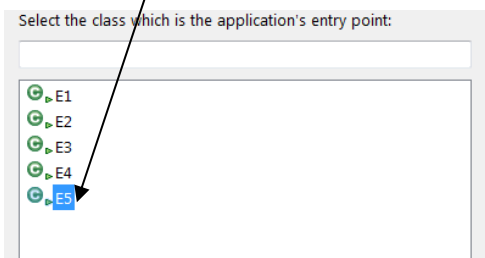 Select the class which is the application's entry point:
E1
E2
E3
E4
E5